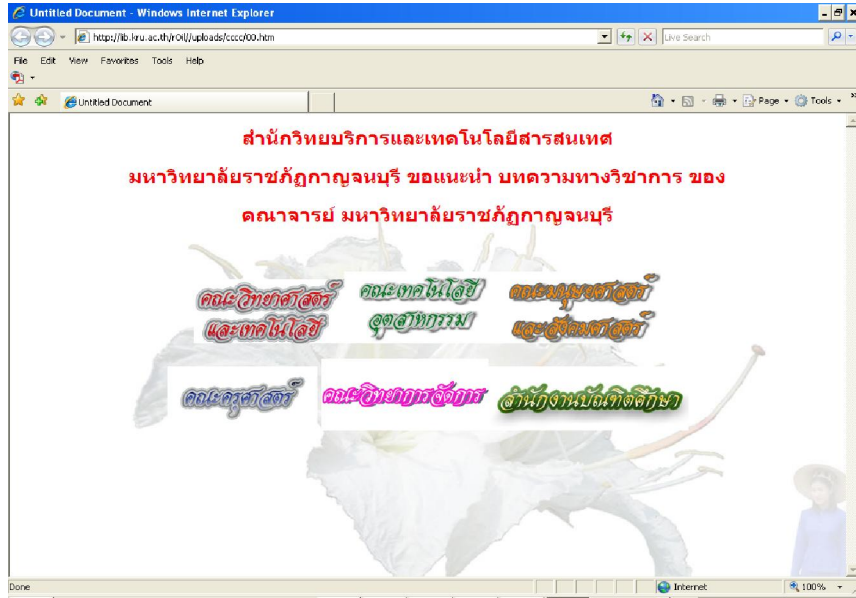 Untitled Document - Windows Internet Explorer
http://lib.kru.ac.th/rOil//uploads/cccc/00.htm
Live Search
File Edit View Favorites Tools Help
Untitled Document
Page Tools
สำนักวิทยบริการและเทคโนโลยีสารสนเทศ
มหาวิทยาลัยราชภัฏกาญจนบุรี ขอแนะนำ บทความทางวิชาการ ของ
คณาจารย์ มหาวิทยาลัยราชภัฏกาญจนบุรี
คณะวิทยาศาสตร์
และเทคโนโลยี
คณะเทคโนโลยี
อุตสาหกรรม
คณะมนุษยศาสตร์
และสังคมศาสตร์
คณะครุศาสตร์
คณะวิทยาการจัดการ
สำนักงานบัณฑิตศึกษา
Done
Internet
100%